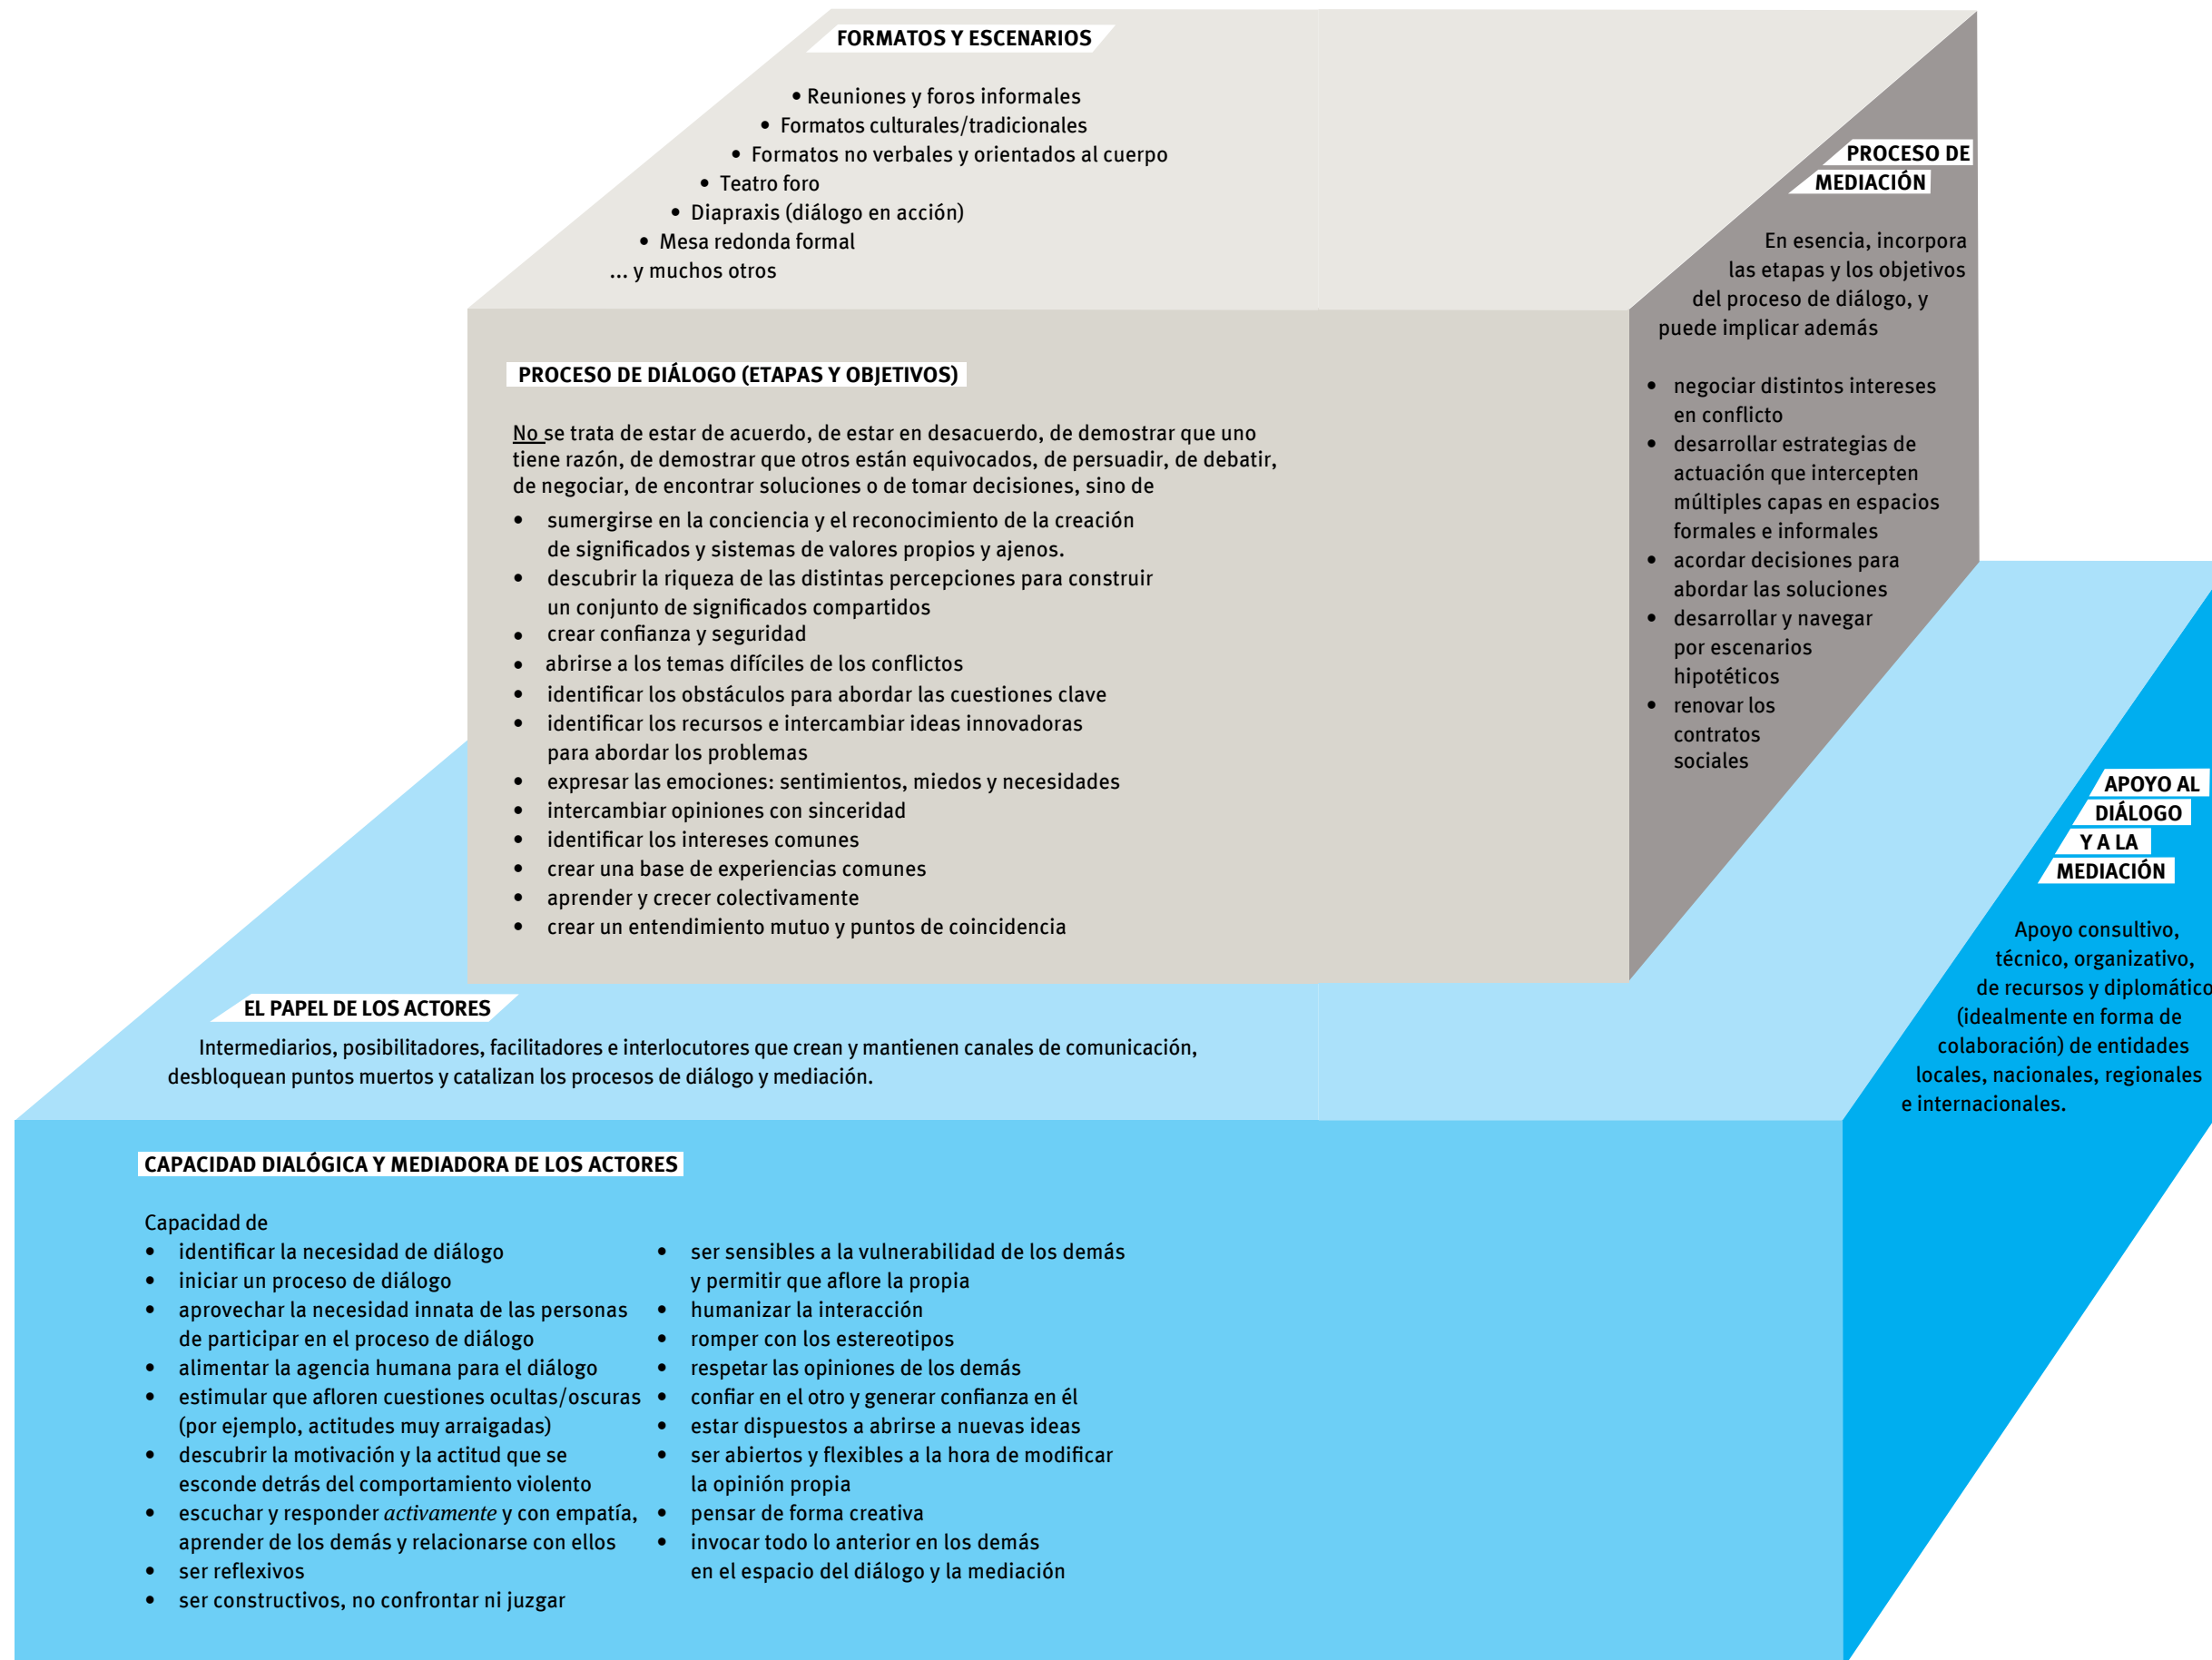 FORMATOS Y ESCENARIOS
• Reuniones y foros informales
• Formatos culturales/tradicionales
• Formatos no verbales y orientados al cuerpo
• Teatro foro
• Diapraxis (diálogo en acción)
• Mesa redonda formal
... y muchos otros
PROCESO DE
MEDIACIÓN
En esencia, incorpora
las etapas y los objetivos
del proceso de diálogo, y
puede implicar además
• negociar distintos intereses
en conflicto
• desarrollar estrategias de
actuación que intercepten
múltiples capas en espacios
formales e informales
• acordar decisiones para
abordar las soluciones
• desarrollar y navegar
por escenarios
hipotéticos
• renovar los
contratos
sociales
PROCESO DE DIÁLOGO (ETAPAS Y OBJETIVOS)
No se trata de estar de acuerdo, de estar en desacuerdo, de demostrar que uno
tiene razón, de demostrar que otros están equivocados, de persuadir, de debatir,
de negociar, de encontrar soluciones o de tomar decisiones, sino de
• sumergirse en la conciencia y el reconocimiento de la creación
de significados y sistemas de valores propios y ajenos.
• descubrir la riqueza de las distintas percepciones para construir
un conjunto de significados compartidos
• crear confianza y seguridad
• abrirse a los temas difíciles de los conflictos
• identificar los obstáculos para abordar las cuestiones clave
• identificar los recursos e intercambiar ideas innovadoras
para abordar los problemas
• expresar las emociones: sentimientos, miedos y necesidades
• intercambiar opiniones con sinceridad
• identificar los intereses comunes
• crear una base de experiencias comunes
• aprender y crecer colectivamente
• crear un entendimiento mutuo y puntos de coincidencia
APOYO AL
DIÁLOGO
Y A LA
MEDIACIÓN
Apoyo consultivo,
técnico, organizativo,
de recursos y diplomático
(idealmente en forma de
colaboración) de entidades
locales, nacionales, regionales
e internacionales.
EL PAPEL DE LOS ACTORES
Intermediarios, posibilitadores, facilitadores e interlocutores que crean y mantienen canales de comunicación,
desbloquean puntos muertos y catalizan los procesos de diálogo y mediación.
CAPACIDAD DIALÓGICA Y MEDIADORA DE LOS ACTORES
Capacidad de
• identificar la necesidad de diálogo
• iniciar un proceso de diálogo
• aprovechar la necesidad innata de las personas
de participar en el proceso de diálogo
• alimentar la agencia humana para el diálogo
• estimular que afloren cuestiones ocultas/oscuras
(por ejemplo, actitudes muy arraigadas)
• descubrir la motivación y la actitud que se
esconde detrás del comportamiento violento
• escuchar y responder activamente y con empatía,
aprender de los demás y relacionarse con ellos
• ser reflexivos
• ser constructivos, no confrontar ni juzgar
• ser sensibles a la vulnerabilidad de los demás
y permitir que aflore la propia
• humanizar la interacción
• romper con los estereotipos
• respetar las opiniones de los demás
• confiar en el otro y generar confianza en él
• estar dispuestos a abrirse a nuevas ideas
• ser abiertos y flexibles a la hora de modificar
la opinión propia
• pensar de forma creativa
• invocar todo lo anterior en los demás
en el espacio del diálogo y la mediación